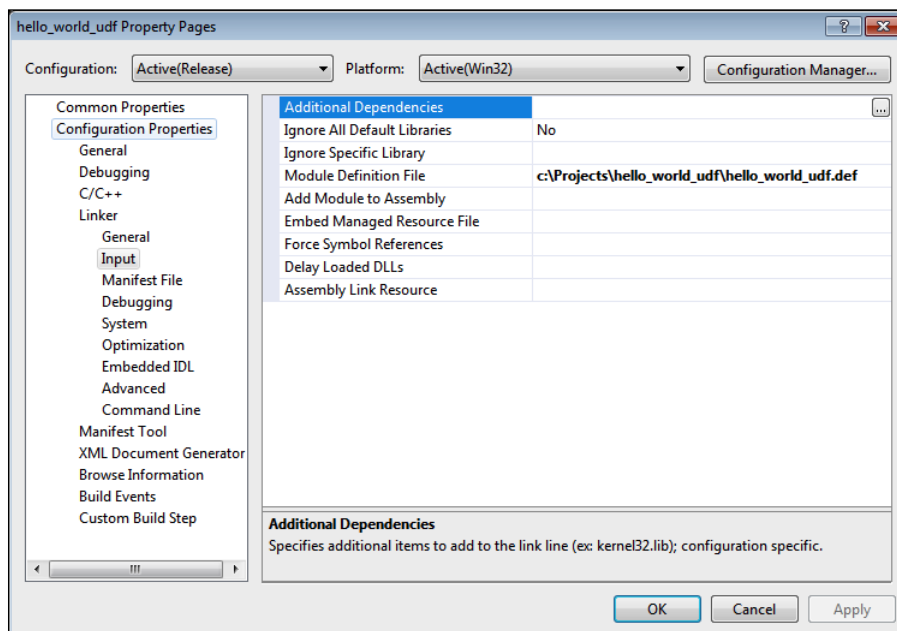 hello_world_udf Property Pages
Configuration: Active(Release) Platform: Active(Win32) Configuration Manager...
Common Properties
Configuration Properties
General
Debugging
C/C++
Linker
General
Input
Manifest File
Debugging
System
Optimization
Embedded IDL
Advanced
Command Line
Manifest Tool
XML Document Generator
Browse Information
Build Events
Custom Build Step
Additional Dependencies ...
Ignore All Default Libraries No
Ignore Specific Library
Module Definition File c:\Projects\hello_world_udf\hello_world_udf.def
Add Module to Assembly
Embed Managed Resource File
Force Symbol References
Delay Loaded DLLs
Assembly Link Resource
Additional Dependencies
Specifies additional items to add to the link line (ex: kernel32.lib); configuration specific.
OK Cancel Apply